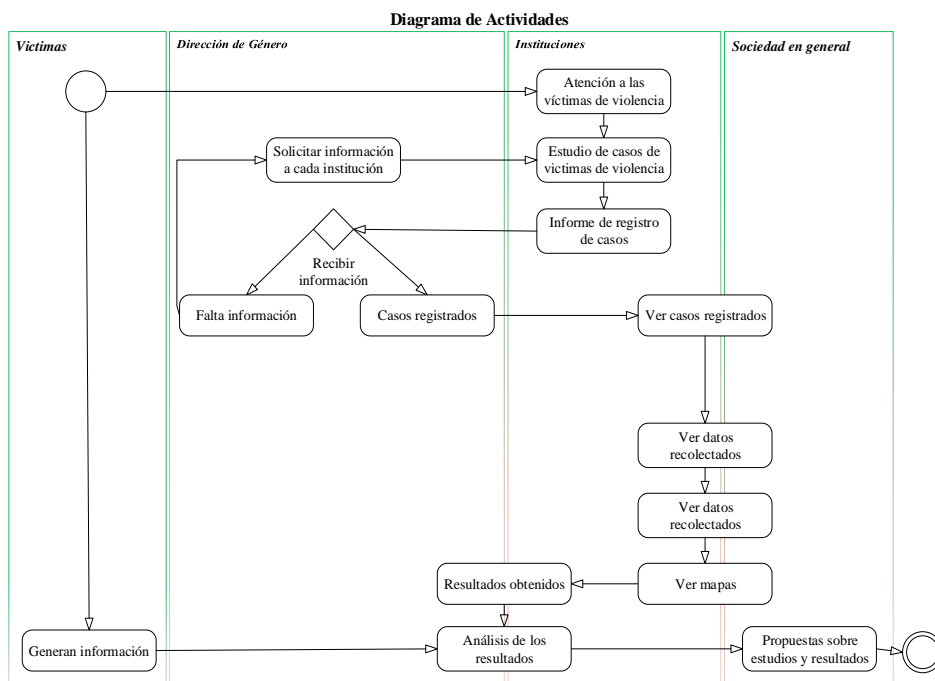 Diagrama de Actividades
Victimas
Dirección de Género
Instituciones
Sociedad en general
Atención a las
víctimas de violencia
Solicitar información
a cada institución
Estudio de casos de
victimas de violencia
Informe de registro
de casos
Recibir
información
Falta información
Casos registrados
Ver casos registrados
Ver datos
recolectados
Ver datos
recolectados
Resultados obtenidos
Ver mapas
Generan información
Análisis de los
resultados
Propuestas sobre
estudios y resultados